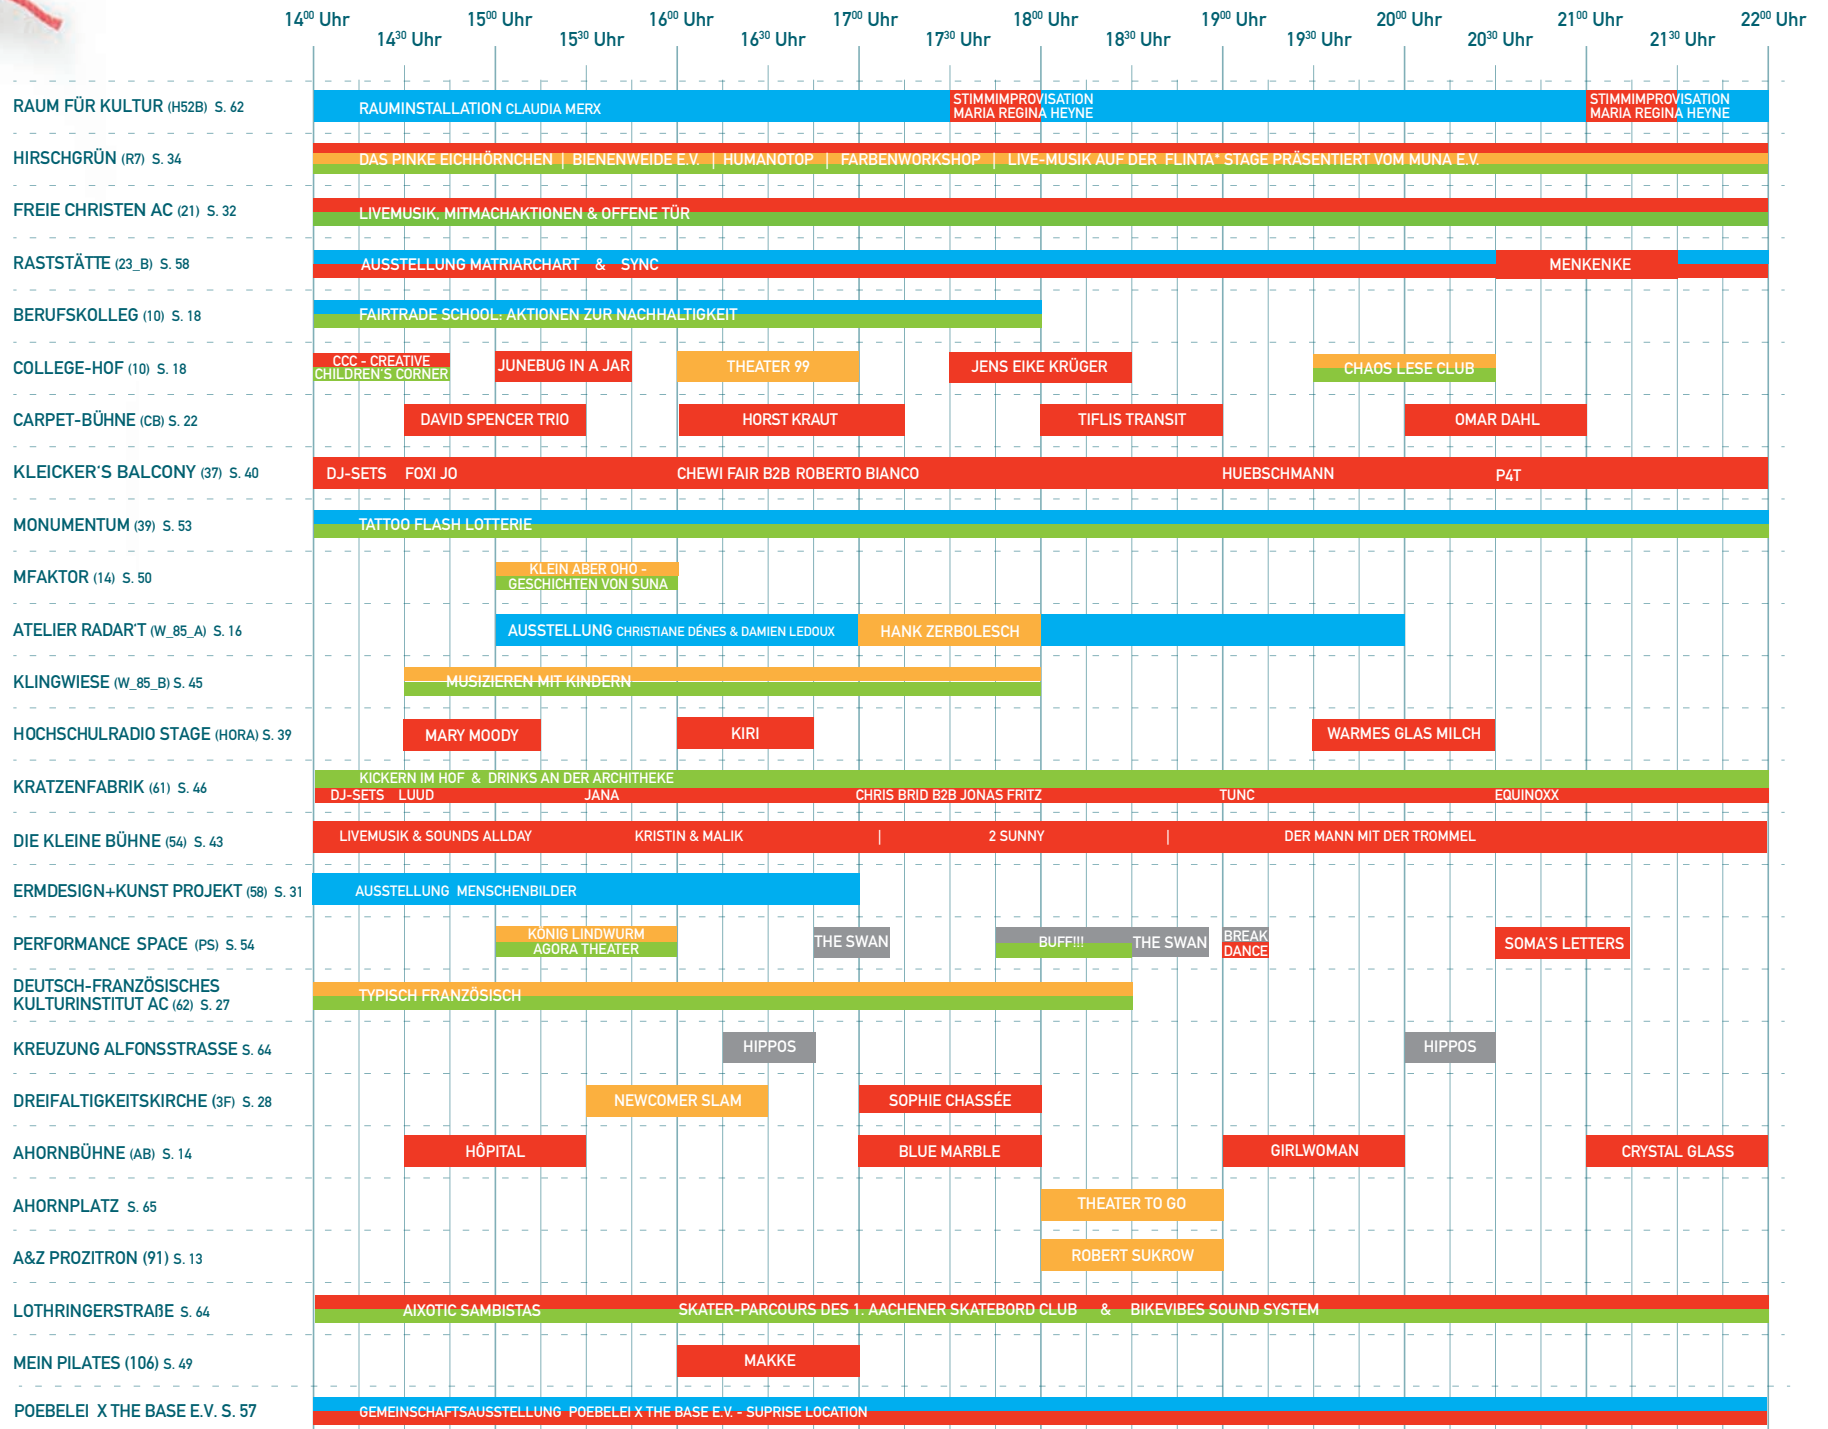 14⁰⁰ Uhr 15⁰⁰ Uhr 16⁰⁰ Uhr 17⁰⁰ Uhr 18⁰⁰ Uhr 19⁰⁰ Uhr 20⁰⁰ Uhr 21⁰⁰ Uhr 22⁰⁰ Uhr
14³⁰ Uhr 15³⁰ Uhr 16³⁰ Uhr 17³⁰ Uhr 18³⁰ Uhr 19³⁰ Uhr 20³⁰ Uhr 21³⁰ Uhr
RAUM FÜR KULTUR (H52B) S. 62
RAUMINSTALLATION CLAUDIA MERX
STIMMIMPROVISATION
MARIA REGINA HEYNE
STIMMIMPROVISATION
MARIA REGINA HEYNE
HIRSCHGRÜN (R7) S. 34
DAS PINKE EICHHÖRNCHEN | BIENENWEIDE E.V. | HUMANOTOP | FARBENWORKSHOP | LIVE-MUSIK AUF DER FLINTA* STAGE PRÄSENTIERT VOM MUNA E.V.
FREIE CHRISTEN AC (21) S. 32
LIVEMUSIK, MITMACHAKTIONEN & OFFENE TÜR
RASTSTÄTTE (23_B) S. 58
AUSSTELLUNG MATRIARCHART & SYNC
MENKENKE
BERUFSKOLLEG (10) S. 18
FAIRTRADE SCHOOL: AKTIONEN ZUR NACHHALTIGKEIT
COLLEGE-HOF (10) S. 18
CCC - CREATIVE
CHILDREN'S CORNER
JUNEBUG IN A JAR
THEATER 99
JENS EIKE KRÜGER
CHAOS LESE CLUB
CARPET-BÜHNE (CB) S. 22
DAVID SPENCER TRIO
HORST KRAUT
TIFLIS TRANSIT
OMAR DAHL
KLEICKER'S BALCONY (37) S. 40
DJ-SETS FOXI JO CHEWI FAIR B2B ROBERTO BIANCO HUEBSCHMANN P4T
MONUMENTUM (39) S. 53
TATTOO FLASH LOTTERIE
MFAKTOR (14) S. 50
KLEIN ABER OHO -
GESCHICHTEN VON SUNA
ATELIER RADAR'T (W_85_A) S. 16
AUSSTELLUNG CHRISTIANE DÉNES & DAMIEN LEDOUX
HANK ZERBOLESCH
KLINGWIESE (W_85_B) S. 45
MUSIZIEREN MIT KINDERN
HOCHSCHULRADIO STAGE (HORA) S. 39
MARY MOODY
KIRI
WARMES GLAS MILCH
KRATZENFABRIK (61) S. 46
KICKERN IM HOF & DRINKS AN DER ARCHITHEKE
DJ-SETS LUUD JANA CHRIS BRID B2B JONAS FRITZ TUNC EQUINOXX
DIE KLEINE BÜHNE (54) S. 43
LIVEMUSIK & SOUNDS ALLDAY KRISTIN & MALIK | 2 SUNNY | DER MANN MIT DER TROMMEL
ERMDESIGN+KUNST PROJEKT (58) S. 31
AUSSTELLUNG MENSCHENBILDER
PERFORMANCE SPACE (PS) S. 54
KÖNIG LINDWURM
AGORA THEATER
THE SWAN
BUFF!!!
THE SWAN
BREAK
DANCE
SOMA'S LETTERS
DEUTSCH-FRANZÖSISCHES
KULTURINSTITUT AC (62) S. 27
TYPISCH FRANZÖSISCH
KREUZUNG ALFONSSTRASSE S. 64
HIPPOS
HIPPOS
DREIFALTIGKEITSKIRCHE (3F) S. 28
NEWCOMER SLAM
SOPHIE CHASSÉE
AHORNBÜHNE (AB) S. 14
HÔPITAL
BLUE MARBLE
GIRLWOMAN
CRYSTAL GLASS
AHORNPLATZ S. 65
THEATER TO GO
A&Z PROZITRON (91) S. 13
ROBERT SUKROW
LOTHRINGERSTRAßE S. 64
AIXOTIC SAMBISTAS SKATER-PARCOURS DES 1. AACHENER SKATEBORD CLUB & BIKEVIBES SOUND SYSTEM
MEIN PILATES (106) S. 49
MAKKE
POEBELEI X THE BASE E.V. S. 57
GEMEINSCHAFTSAUSSTELLUNG POEBELEI X THE BASE E.V. - SUPRISE LOCATION